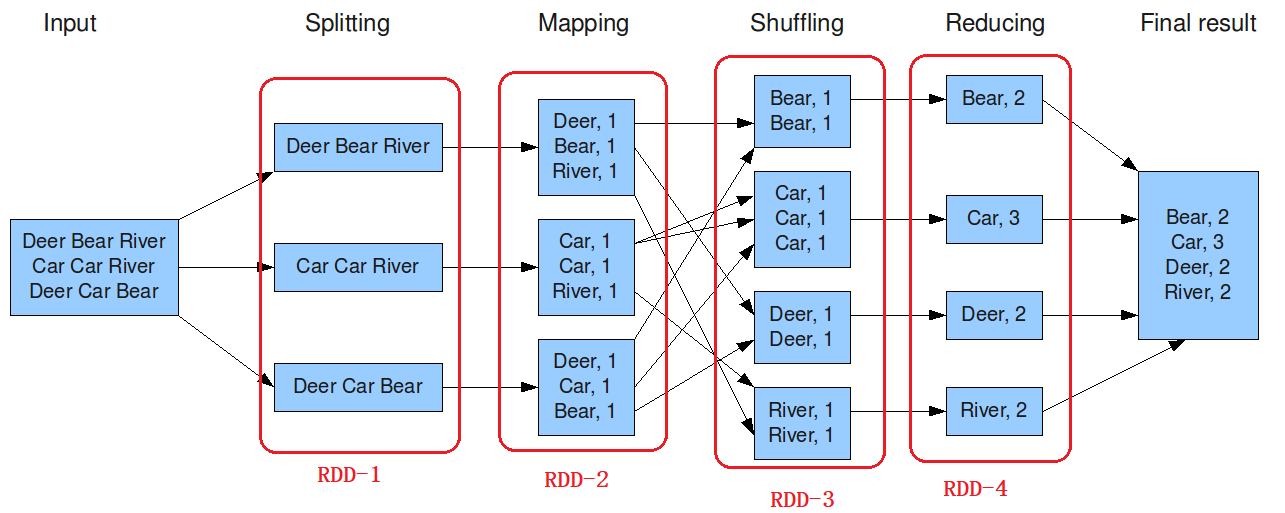 Input
Splitting
Mapping
Shuffling
Reducing
Final result
Deer Bear River
Car Car River
Deer Car Bear
Deer Bear River
Car Car River
Deer Car Bear
RDD-1
Deer, 1
Bear, 1
River, 1
Car, 1
Car, 1
River, 1
Deer, 1
Car, 1
Bear, 1
RDD-2
Bear, 1
Bear, 1
Car, 1
Car, 1
Car, 1
Deer, 1
Deer, 1
River, 1
River, 1
RDD-3
Bear, 2
Car, 3
Deer, 2
River, 2
RDD-4
Bear, 2
Car, 3
Deer, 2
River, 2